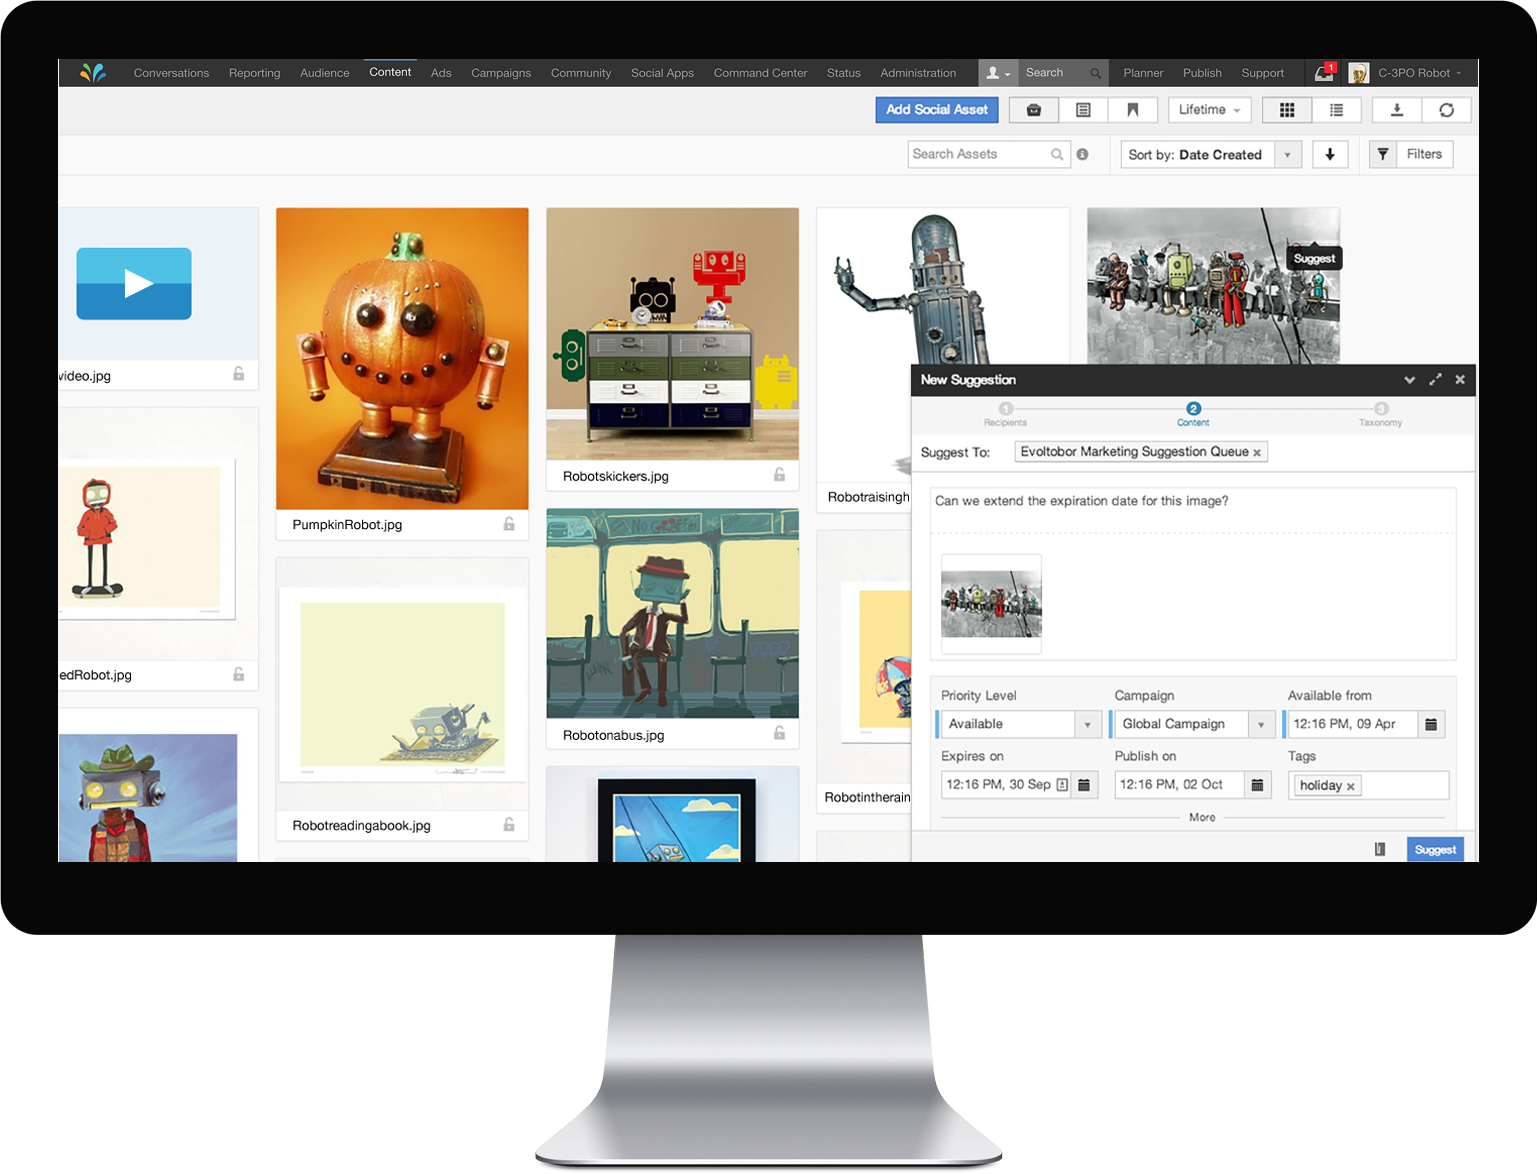 Conversations Reporting Audience Content Ads Campaigns Community Social Apps Command Center Status Administration Search Planner Publish Support 1 C-3PO Robot
Add Social Asset Lifetime
Search Assets Sort by: Date Created Filters
Suggest
video.jpg
PumpkinRobot.jpg
Robotskickers.jpg
Robotraisingh
edRobot.jpg
Robotreadingabook.jpg
No Graffiti
Robotonabus.jpg
Robotintherain
New Suggestion
1 2 3
Recipients Content Taxonomy
Suggest To: Evoltobor Marketing Suggestion Queue x
Can we extend the expiration date for this image?
Priority Level Campaign Available from
Available Global Campaign 12:16 PM, 09 Apr
Expires on Publish on Tags
12:16 PM, 30 Sep 12:16 PM, 02 Oct holiday x
More
Suggest